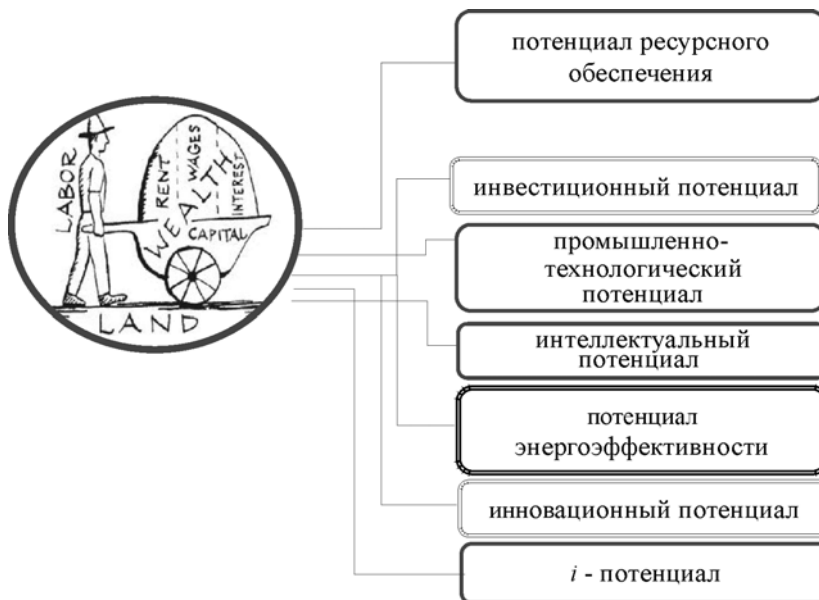 LABOR
RENT
WAGES
INTEREST
WEALTH
CAPITAL
LAND
потенциал ресурсного
обеспечения
инвестиционный потенциал
промышленно-
технологический
потенциал
интеллектуальный
потенциал
потенциал
энергоэффективности
инновационный потенциал
i - потенциал